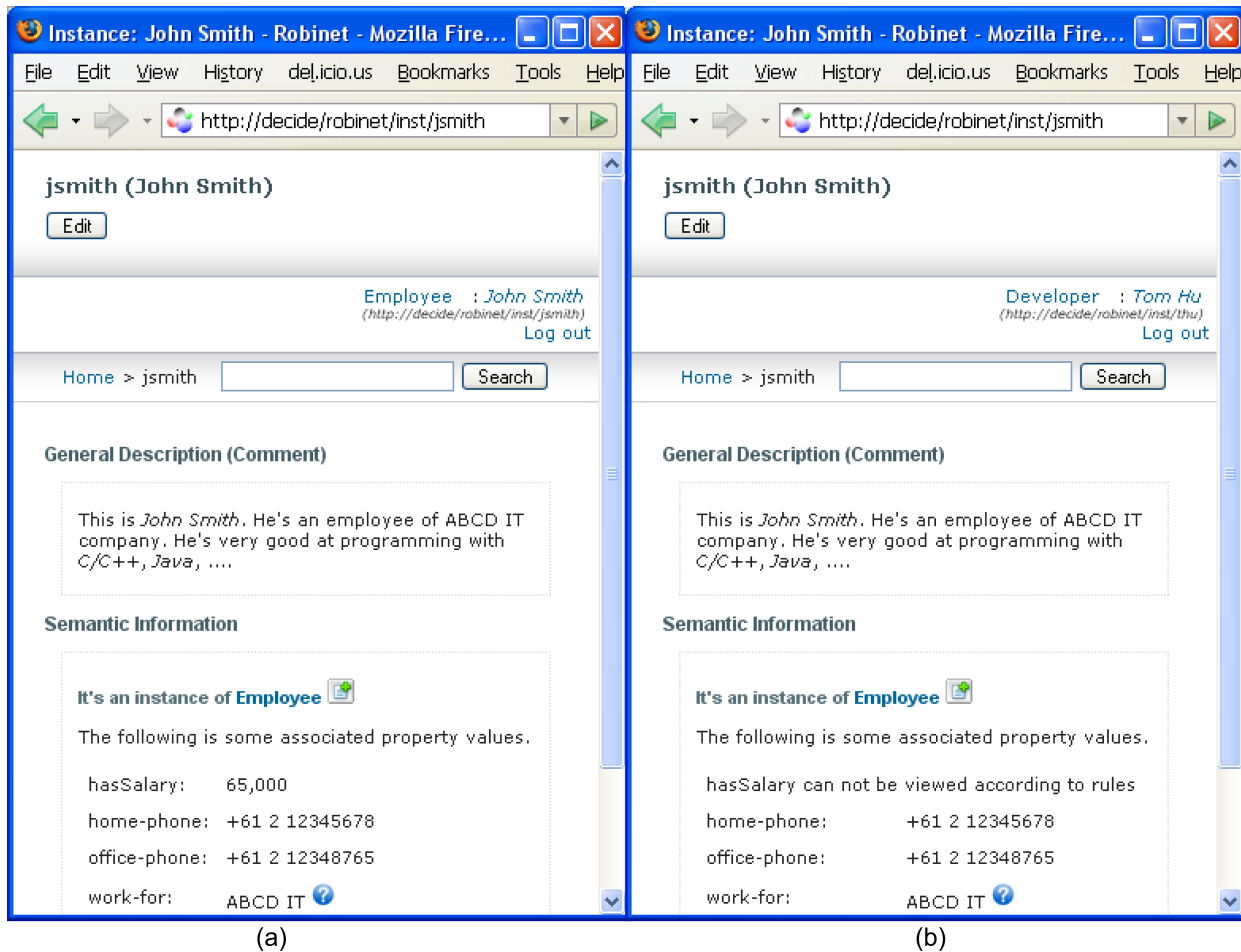 Instance: John Smith - Robinet - Mozilla Fire...
File Edit View History del.icio.us Bookmarks Tools Help
http://decide/robinet/inst/jsmith
jsmith (John Smith)
Edit
Employee : John Smith
(http://decide/robinet/inst/jsmith)
Log out
Home > jsmith Search
General Description (Comment)
This is John Smith. He's an employee of ABCD IT
company. He's very good at programming with
C/C++, Java, ....
Semantic Information
It's an instance of Employee
The following is some associated property values.
hasSalary: 65,000
home-phone: +61 2 12345678
office-phone: +61 2 12348765
work-for: ABCD IT ?
(a)
Instance: John Smith - Robinet - Mozilla Fire...
File Edit View History del.icio.us Bookmarks Tools Help
http://decide/robinet/inst/jsmith
jsmith (John Smith)
Edit
Developer : Tom Hu
(http://decide/robinet/inst/thu)
Log out
Home > jsmith Search
General Description (Comment)
This is John Smith. He's an employee of ABCD IT
company. He's very good at programming with
C/C++, Java, ....
Semantic Information
It's an instance of Employee
The following is some associated property values.
hasSalary can not be viewed according to rules
home-phone: +61 2 12345678
office-phone: +61 2 12348765
work-for: ABCD IT ?
(b)